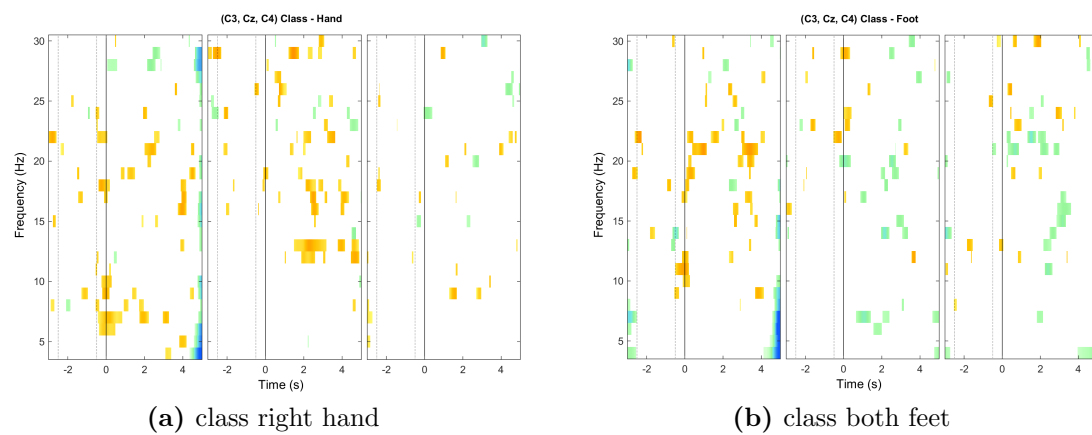 (C3, Cz, C4) Class - Hand
30
25
20
15
10
5
Frequency (Hz)
-2 0 2 4 -2 0 2 4 -2 0 2 4
Time (s)
(a) class right hand
(C3, Cz, C4) Class - Foot
30
25
20
15
10
5
Frequency (Hz)
-2 0 2 4 -2 0 2 4 -2 0 2 4
Time (s)
(b) class both feet